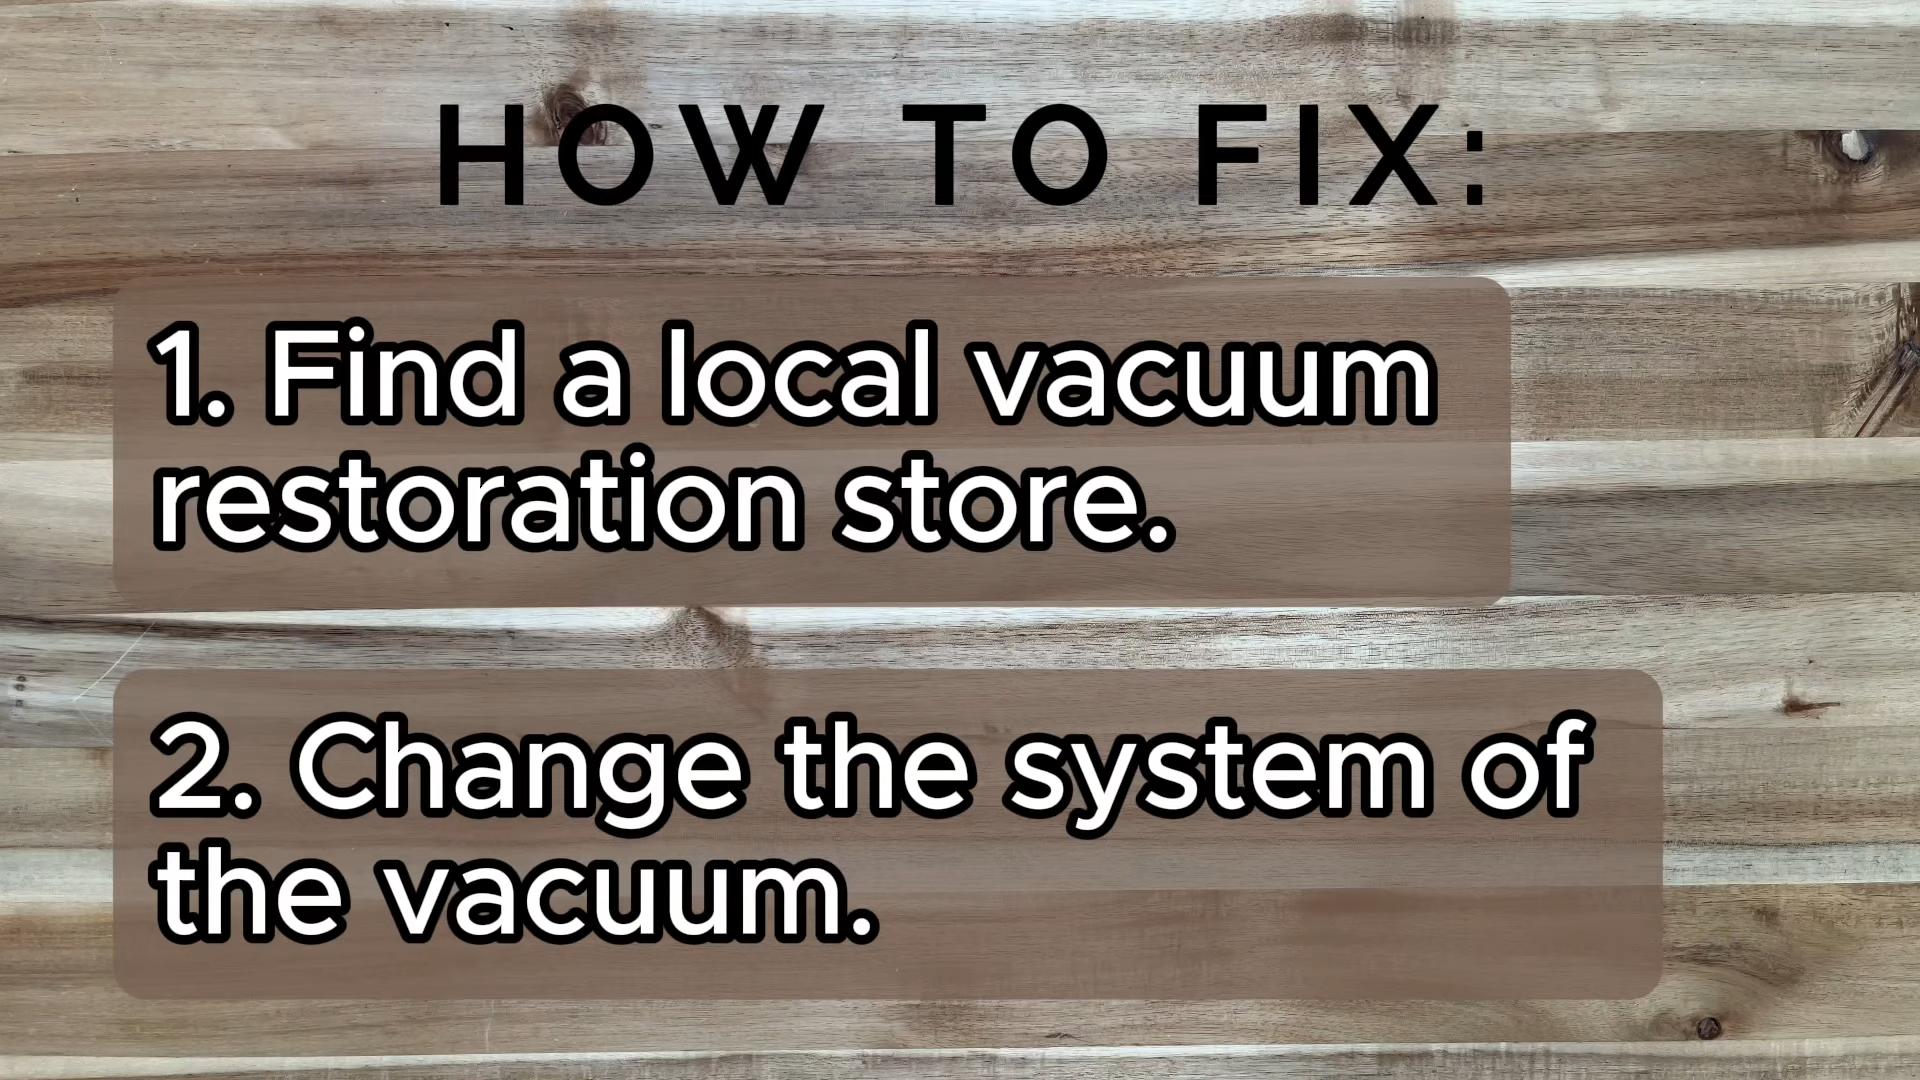 HOW TO FIX:
1. Find a local vacuum
restoration store.
2. Change the system of
the vacuum.